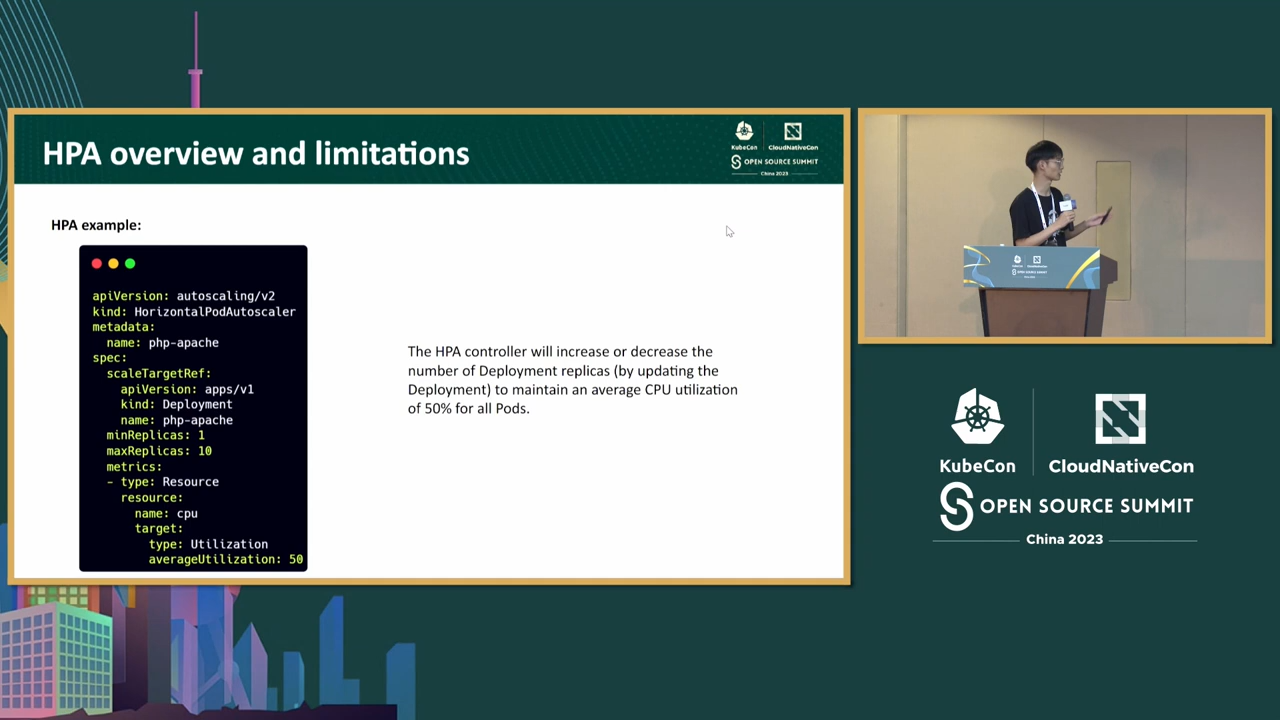 HPA overview and limitations
KubeCon
CloudNativeCon
OPEN SOURCE SUMMIT
China 2023
HPA example:
apiVersion: autoscaling/v2
kind: HorizontalPodAutoscaler
metadata:
  name: php-apache
spec:
  scaleTargetRef:
    apiVersion: apps/v1
    kind: Deployment
    name: php-apache
  minReplicas: 1
  maxReplicas: 10
  metrics:
  - type: Resource
    resource:
      name: cpu
      target:
        type: Utilization
        averageUtilization: 50
The HPA controller will increase or decrease the
number of Deployment replicas (by updating the
Deployment) to maintain an average CPU utilization
of 50% for all Pods.
KubeCon
CloudNativeCon
OPEN SOURCE SUMMIT
China 2023